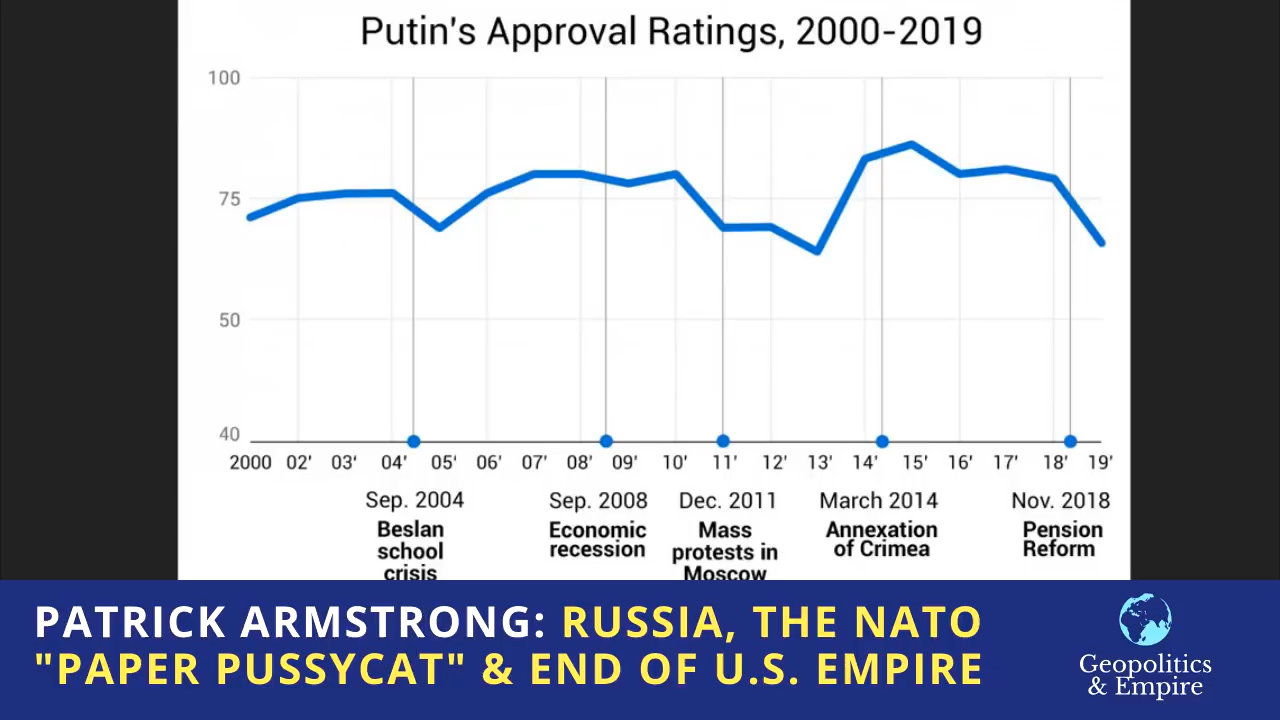 Putin's Approval Ratings, 2000-2019
100
75
50
40
2000 02' 03' 04' 05' 06' 07' 08' 09' 10' 11' 12' 13' 14' 15' 16' 17' 18' 19'
Sep. 2004 Sep. 2008 Dec. 2011 March 2014 Nov. 2018
Beslan Economic Mass Annexation Pension
school recession protests in of Crimea Reform
crisis Moscow
PATRICK ARMSTRONG: RUSSIA, THE NATO
"PAPER PUSSYCAT" & END OF U.S. EMPIRE
Geopolitics
& Empire